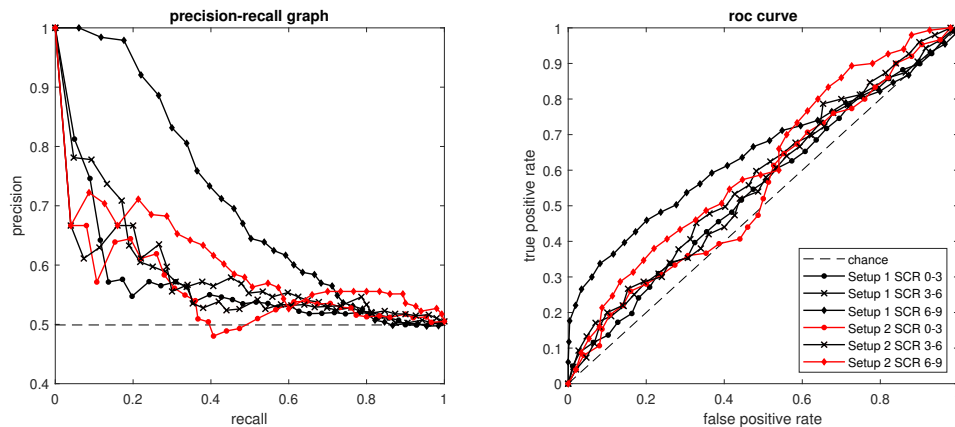 precision-recall graph
1
0.9
0.8
0.7
0.6
0.5
0.4
precision
0
0.2
0.4
0.6
0.8
1
recall
roc curve
1
0.9
0.8
0.7
0.6
0.5
0.4
0.3
0.2
0.1
0
true positive rate
0
0.2
0.4
0.6
0.8
false positive rate
chance
Setup 1 SCR 0-3
Setup 1 SCR 3-6
Setup 1 SCR 6-9
Setup 2 SCR 0-3
Setup 2 SCR 3-6
Setup 2 SCR 6-9